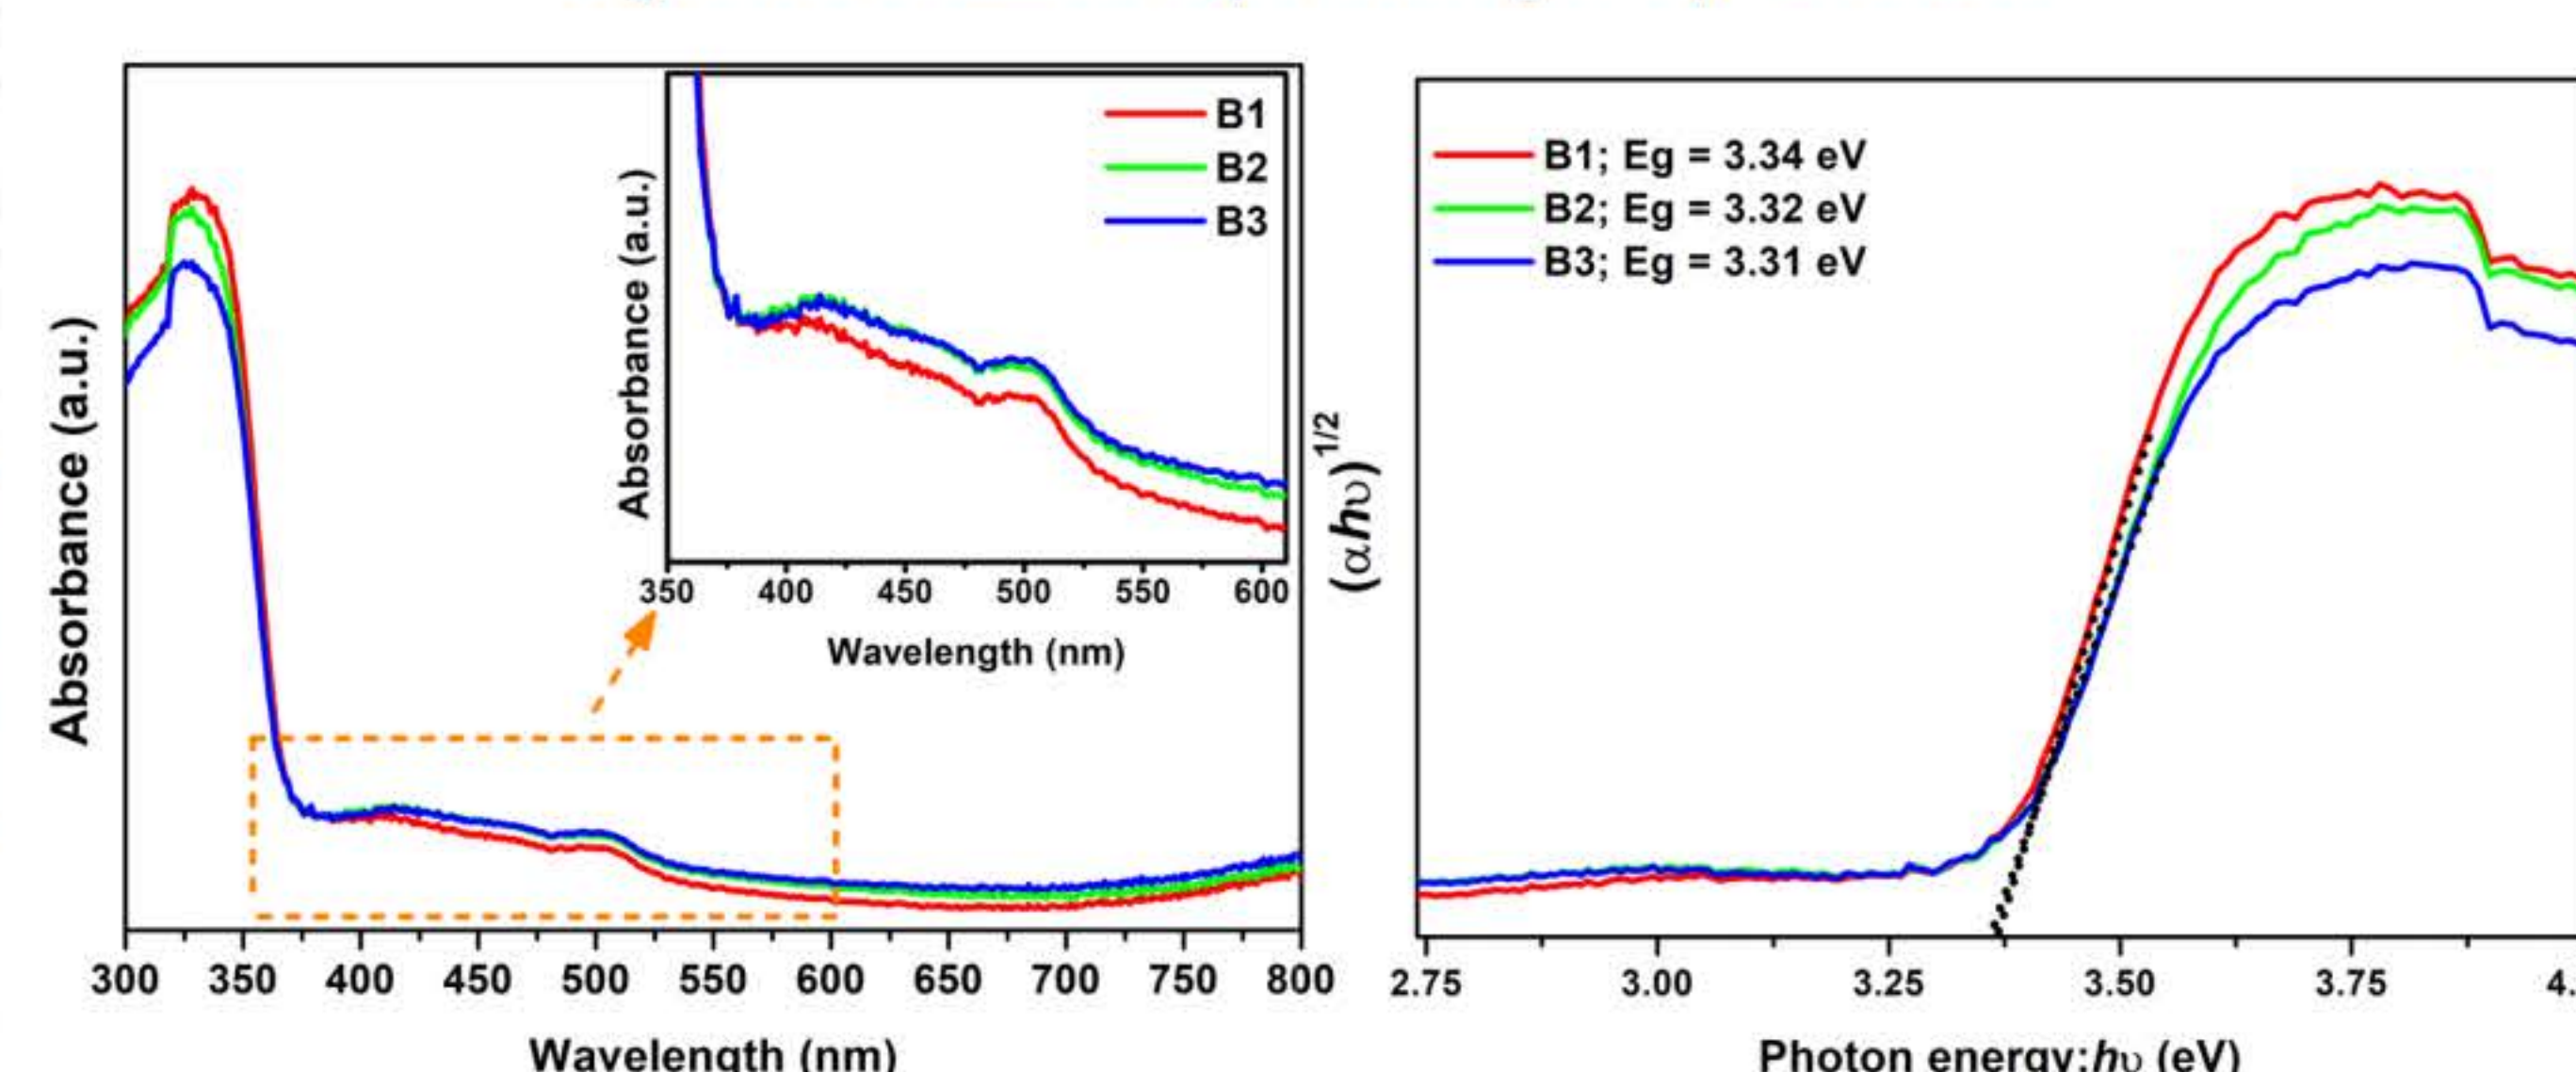 B1
B2
B3
Absorbance (a.u.)
350 400 450 500 550 600
Wavelength (nm)
Absorbance (a.u.)
300 350 400 450 500 550 600 650 700 750 800
Wavelength (nm)
B1; Eg = 3.34 eV
B2; Eg = 3.32 eV
B3; Eg = 3.31 eV
(αhυ)^1/2
2.75 3.00 3.25 3.50 3.75 4.
Photon energy:hυ (eV)